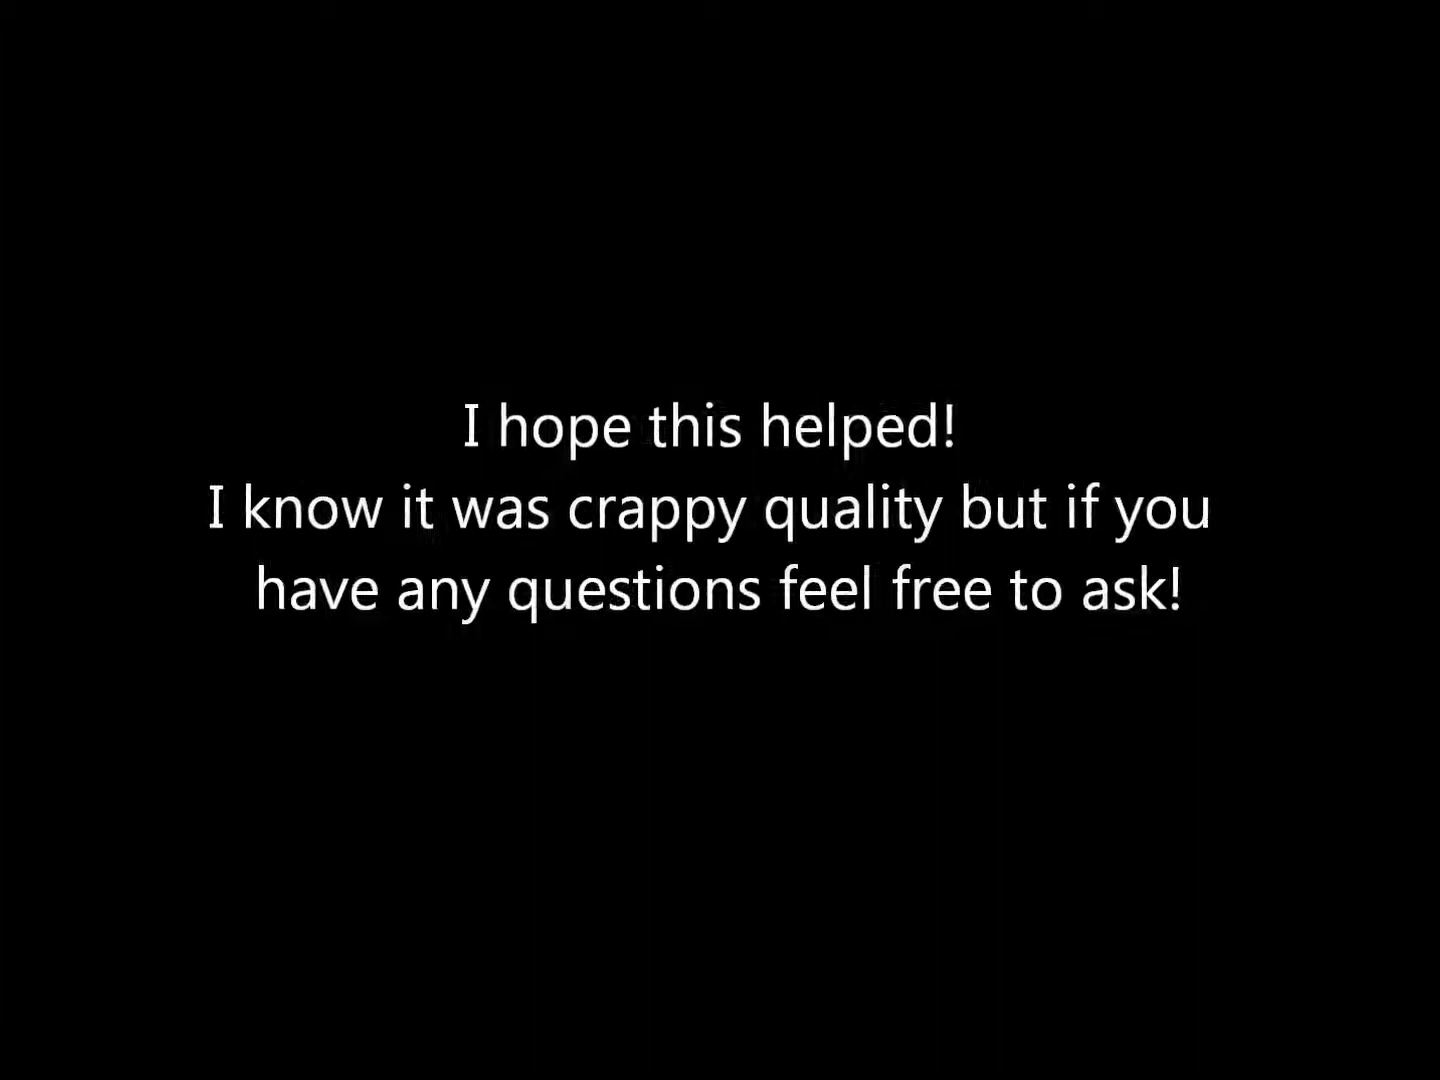 I hope this helped!
I know it was crappy quality but if you
have any questions feel free to ask!